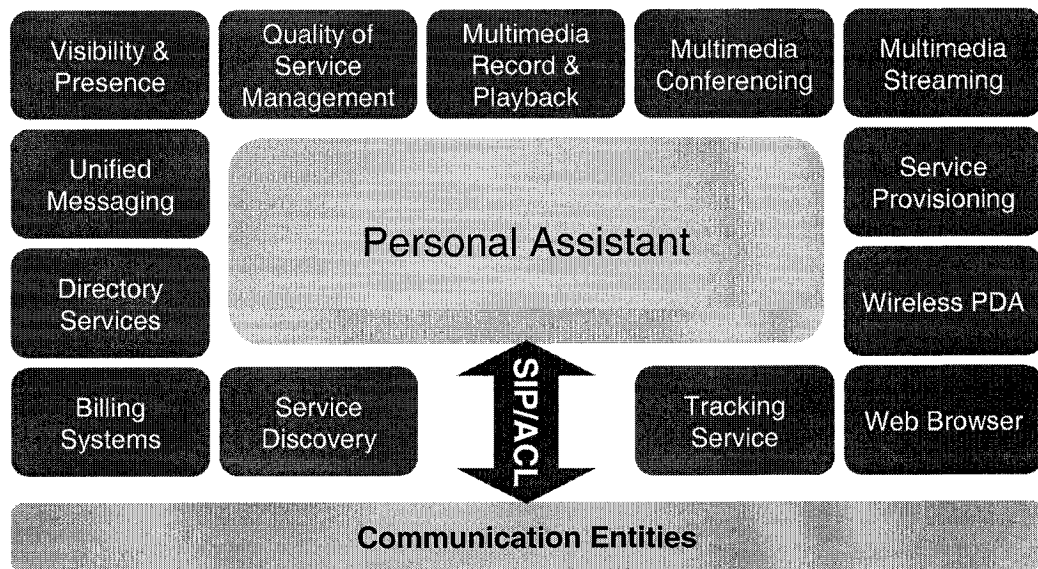 Visibility &
Presence
Quality of
Service
Management
Multimedia
Record &
Playback
Multimedia
Conferencing
Multimedia
Streaming
Unified
Messaging
Personal Assistant
Service
Provisioning
Directory
Services
Wireless PDA
Billing
Systems
Service
Discovery
SIP/ACL
Tracking
Service
Web Browser
Communication Entities